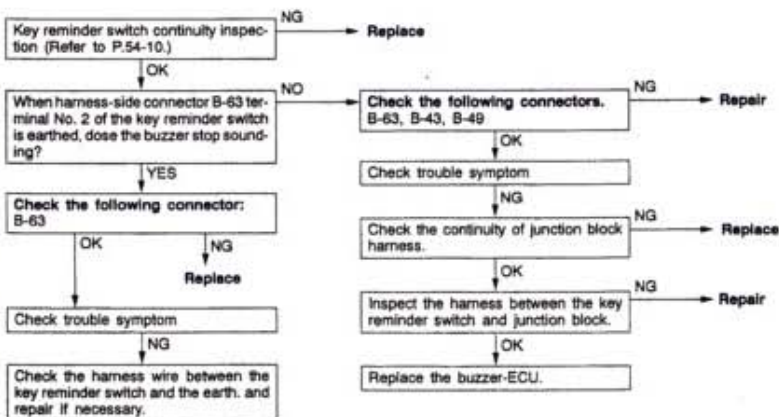 Key reminder switch continuity inspec-
tion (Refer to P.54-10.)
NG
Replace
OK
When harness-side connector B-63 ter-
minal No. 2 of the key reminder switch
is earthed, dose the buzzer stop sound-
ing?
NO
YES
Check the following connector:
B-63
OK
NG
Replace
Check trouble symptom
NG
Check the harness wire between the
key reminder switch and the earth. and
repair if necessary.
Check the following connectors.
B-63, B-43, B-49
NG
Repair
OK
Check trouble symptom
NG
Check the continuity of junction block
harness.
NG
Replace
OK
Inspect the harness between the key
reminder switch and junction block.
NG
Repair
OK
Replace the buzzer-ECU.